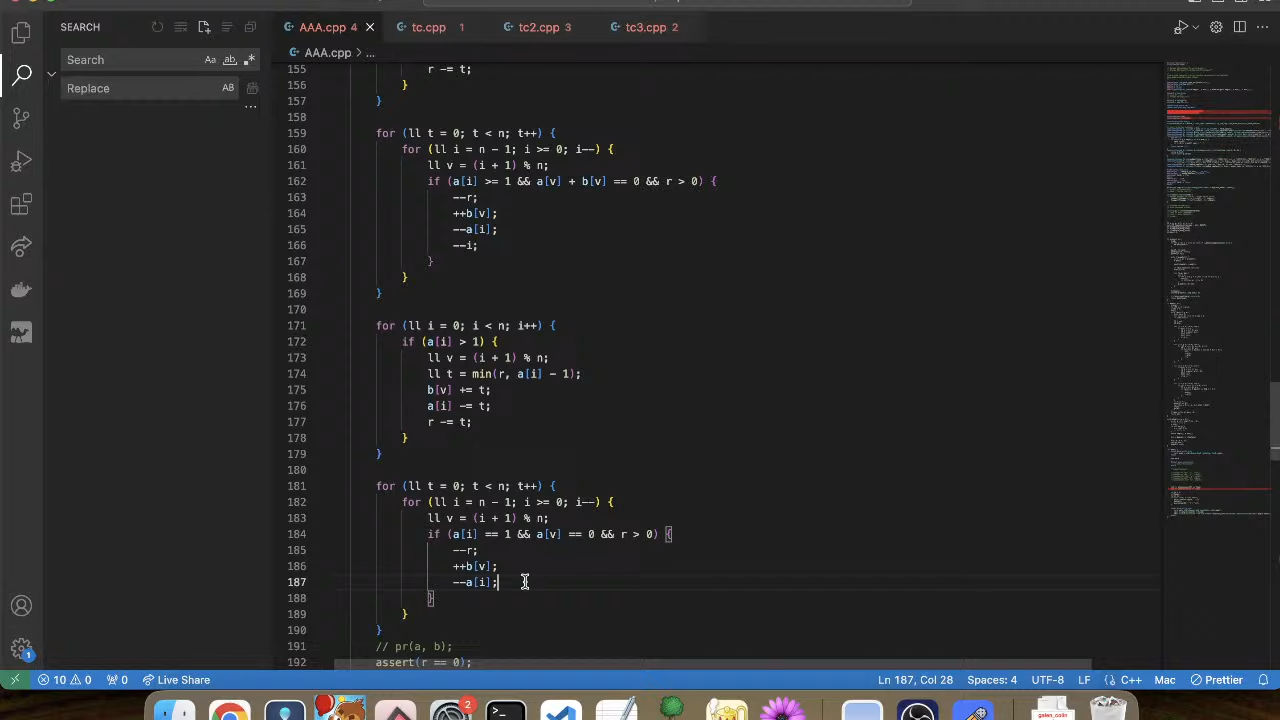 SEARCH
AAA.cpp 4
tc.cpp 1
tc2.cpp 3
tc3.cpp 2
Search
Aa
ab
Replace
AB
AAA.cpp > ...
155 r -= t;
156 }
157 }
158
159 for (ll t = 0; t < n; t++) {
160 for (ll i = n - 1; i >= 0; i--) {
161 ll v = (i + 1) % n;
162 if (a[i] >= 1 && a[v] + b[v] == 0 && r > 0) {
163 --r;
164 ++b[v];
165 --a[i];
166 --i;
167 }
168 }
169 }
170
171 for (ll i = 0; i < n; i++) {
172 if (a[i] > 1) {
173 ll v = (i + 1) % n;
174 ll t = min(r, a[i] - 1);
175 b[v] += t;
176 a[i] -= t;
177 r -= t;
178 }
179 }
180
181 for (ll t = 0; t < n; t++) {
182 for (ll i = n - 1; i >= 0; i--) {
183 ll v = (i + 1) % n;
184 if (a[i] == 1 && a[v] == 0 && r > 0) {
185 --r;
186 ++b[v];
187 --a[i];
188 }
189 }
190 }
191 // pr(a, b);
192 assert(r == 0);
1
10 0 0 Live Share Ln 187, Col 28 Spaces: 4 UTF-8 LF {} C++ Mac Prettier
2
galen_colin